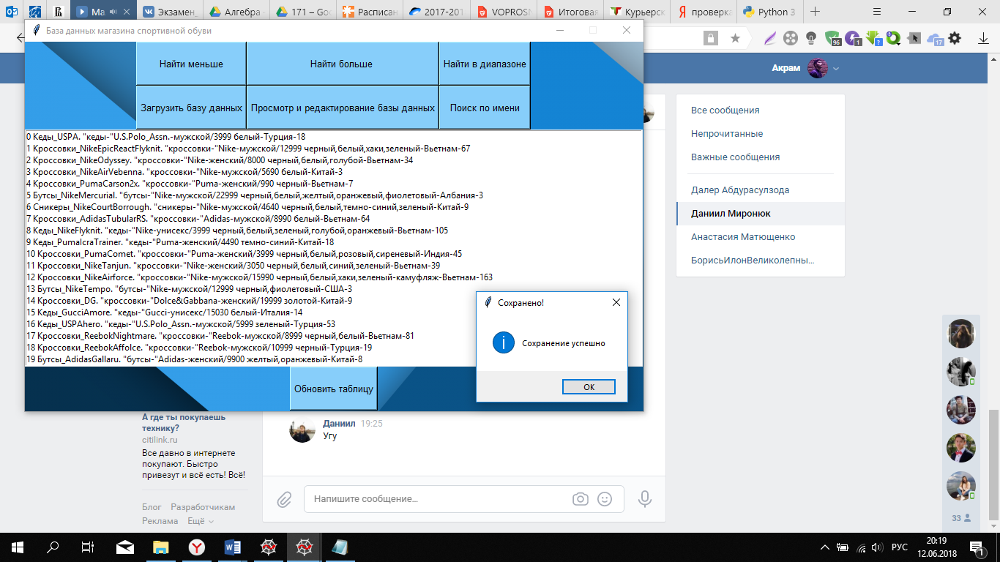 Ма
Экзамен_
Алгебра -
171 – Goo
Расписан
2017-201
VOPROSN
Итоговая
Курьерск
проверка
Python 3
База данных магазина спортивной обуви
96
1
?
17
Найти меньше
Найти больше
Найти в диапазоне
Акрам
Загрузить базу данных
Просмотр и редактирование базы данных
Поиск по имени
0 Кеды_USPA. "кеды-"U.S.Polo_Assn.-мужской/3999 белый-Турция-18
1 Кроссовки_NikeEpicReactFlyknit. "кроссовки-"Nike-мужской/12999 черный,белый,хаки,зеленый-Вьетнам-67
2 Кроссовки_NikeOdyssey. "кроссовки-"Nike-женский/8000 черный,белый,голубой-Вьетнам-34
3 Кроссовки_NikeAirVebenna. "кроссовки-"Nike-мужской/5690 белый-Китай-3
4 Кроссовки_PumaCarson2x. "кроссовки-"Puma-женский/990 черный-Вьетнам-7
5 Бутсы_NikeMercurial. "бутсы-"Nike-мужской/22999 черный,белый,желтый,оранжевый,фиолетовый-Албания-3
6 Сникеры_NikeCourtBorrough. "сникеры-"Nike-мужской/4640 черный,белый,темно-синий,зеленый-Китай-9
7 Кроссовки_AdidasTubularRS. "кроссовки-"Adidas-мужской/8990 белый-Вьетнам-64
8 Кеды_NikeFlyknit. "кеды-"Nike-унисекс/3999 черный,белый,зеленый,голубой,оранжевый-Вьетнам-105
9 Кеды_PumaIcraTrainer. "кеды-"Puma-женский/4490 темно-синий-Китай-18
10 Кроссовки_PumaComet. "кроссовки-"Puma-женский/3999 черный,белый,розовый,сиреневый-Индия-45
11 Кроссовки_NikeTanjun. "кроссовки-"Nike-женский/3050 черный,белый,синий,зеленый-Вьетнам-39
12 Кроссовки_NikeAirforce. "кроссовки-"Nike-мужской/15990 черный,белый,хаки,зеленый-камуфляж-Вьетнам-163
13 Бутсы_NikeTempo. "бутсы-"Nike-мужской/12999 черный,фиолетовый-США-3
14 Кроссовки_DG. "кроссовки-"Dolce&Gabbana-женский/19999 золотой-Китай-9
15 Кеды_GucciAmore. "кеды-"Gucci-унисекс/15030 белый-Италия-14
16 Кеды_USPAhero. "кеды-"U.S.Polo_Assn.-мужской/5999 зеленый-Турция-53
17 Кроссовки_ReebokNightmare. "кроссовки-"Reebok-мужской/8999 черный,белый-Вьетнам-81
18 Кроссовки_ReebokAffolce. "кроссовки-"Reebok-мужской/10999 черный-Турция-19
19 Бутсы_AdidasGallaru. "бутсы-"Adidas-женский/9900 желтый,оранжевый-Китай-8
Обновить таблицу
Сохранено!
Сохранение успешно
ОК
Все сообщения
Непрочитанные
Важные сообщения
Далер Абдурасулзода
Даниил Миронюк
Анастасия Матющенко
БорисьИлонВеликолепны...
А где ты покупаешь
технику?
citilink.ru
Все давно в интернете
покупают. Быстро
привезут и всё есть! Всё!
Блог Разработчикам
Реклама Ещё
Даниил 19:25
Угу
Напишите сообщение...
33
РУС
20:19
12.06.2018
1